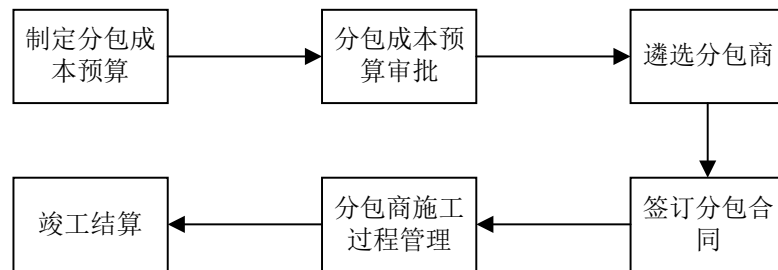 制定分包成
本预算
分包成本预
算审批
遴选分包商
签订分包合
同
分包商施工
过程管理
竣工结算